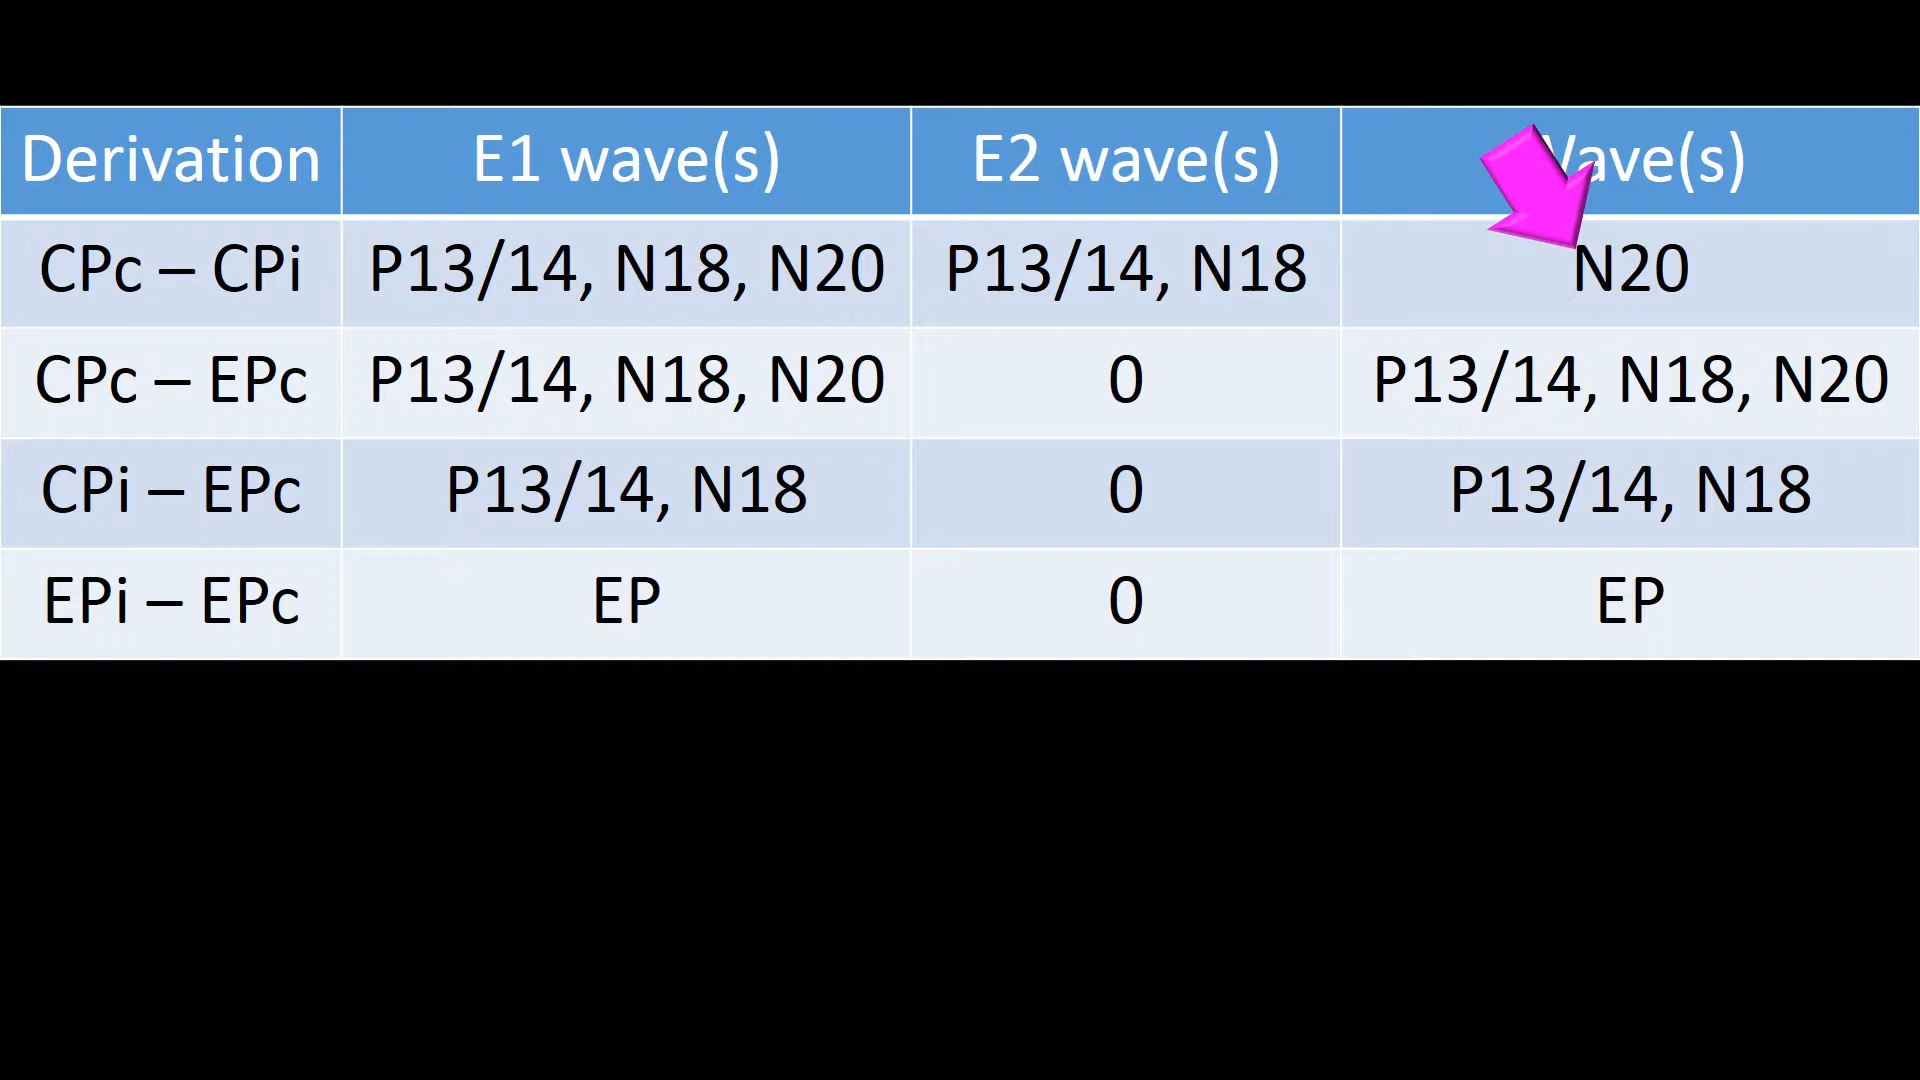 Derivation E1 wave(s) E2 wave(s)
CPc – CPi P13/14, N18, N20 P13/14, N18 N20
CPc – EPc P13/14, N18, N20 0 P13/14, N18, N20
CPi – EPc P13/14, N18 0 P13/14, N18
EPi – EPc EP 0 EP